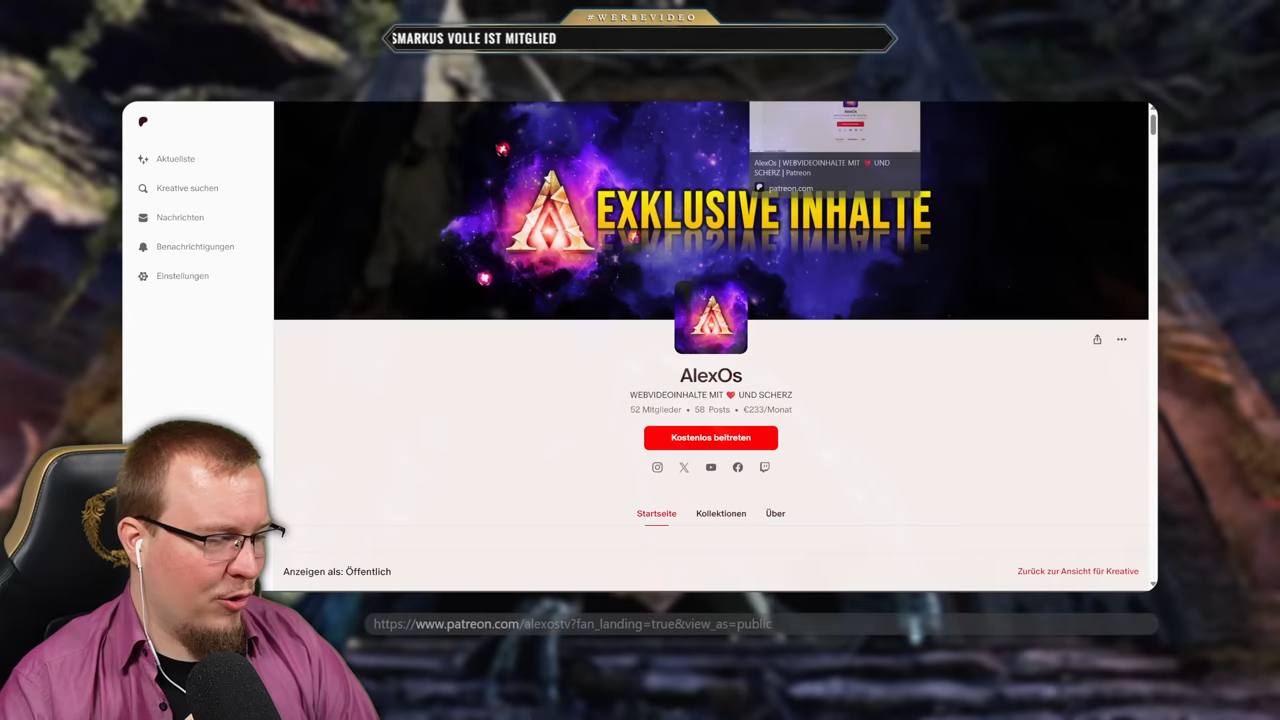 #WERBEVIDEO
SMARKUS VOLLE IST MITGLIED
Aktueliste
Kreative suchen
Nachrichten
Benachrichtigungen
Einstellungen
AlexOs
AlexOs | WEBVIDEOINHALTE MIT ❤️ UND
SCHERZ | Patreon
patreon.com
EXKLUSIVE INHALTE
AlexOs
WEBVIDEOINHALTE MIT ❤️ UND SCHERZ
52 Mitglieder • 58 Posts • €233/Monat
Kostenlos beitreten
Startseite Kollektionen Über
Anzeigen als: Öffentlich
Zurück zur Ansicht für Kreative
https://www.patreon.com/alexostv?fan_landing=true&view_as=public